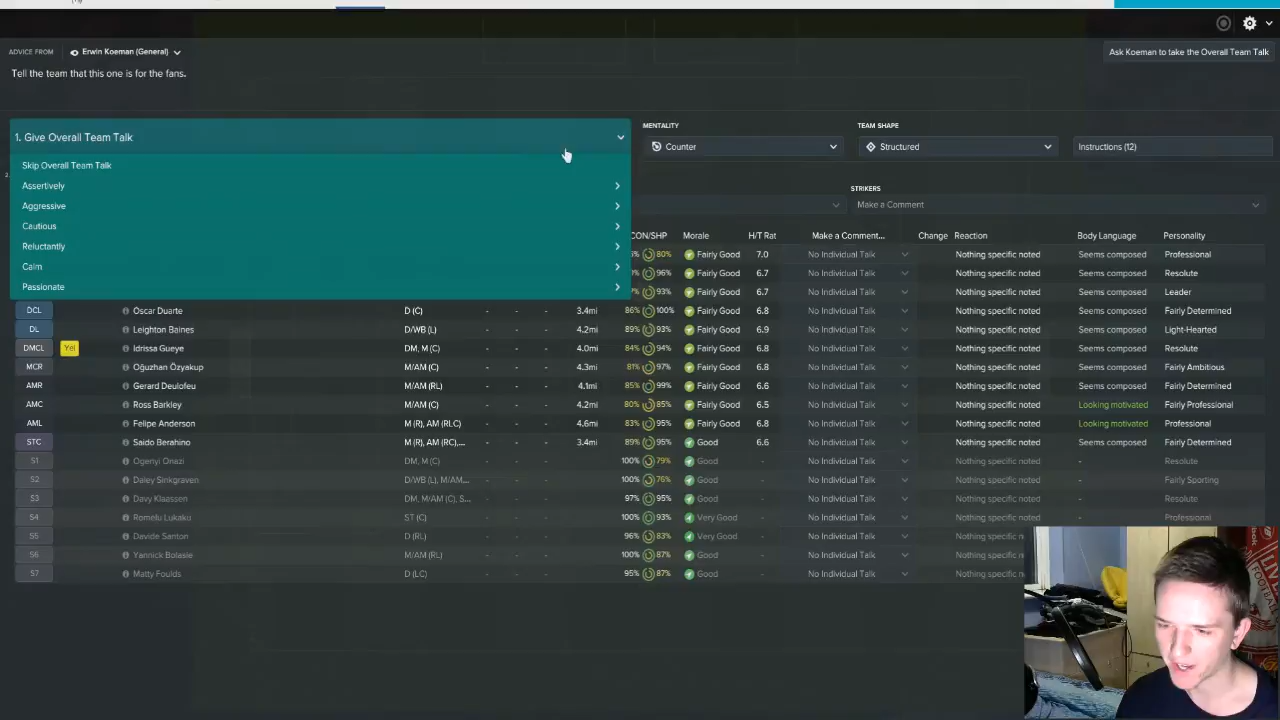 ADVICE FROM Erwin Koeman (General)
Ask Koeman to take the Overall Team Talk
Tell the team that this one is for the fans.
1. Give Overall Team Talk
MENTALITY
TEAM SHAPE
Counter
Structured
Instructions (12)
Skip Overall Team Talk
Assertively
Aggressive
Cautious
Reluctantly
Calm
Passionate
STRIKERS
Make a Comment
CON/SHP Morale H/T Rat Make a Comment... Change Reaction Body Language Personality
80% Fairly Good 7.0 No Individual Talk Nothing specific noted Seems composed Professional
96% Fairly Good 6.7 No Individual Talk Nothing specific noted Seems composed Resolute
93% Fairly Good 6.7 No Individual Talk Nothing specific noted Seems composed Leader
DCL Oscar Duarte D (C) - - - 3.4mi 86% 100% Fairly Good 6.8 No Individual Talk Nothing specific noted Seems composed Fairly Determined
DL Leighton Baines D/WB (L) - - - 4.2mi 89% 93% Fairly Good 6.9 No Individual Talk Nothing specific noted Seems composed Light-Hearted
DMCL Yel Idrissa Gueye DM, M (C) - - - 4.0mi 84% 94% Fairly Good 6.8 No Individual Talk Nothing specific noted Seems composed Resolute
MCR Oğuzhan Özyakup M/AM (C) - - - 4.3mi 81% 97% Fairly Good 6.8 No Individual Talk Nothing specific noted Seems composed Fairly Ambitious
AMR Gerard Deulofeu M/AM (RL) - - - 4.1mi 85% 99% Fairly Good 6.6 No Individual Talk Nothing specific noted Seems composed Fairly Determined
AMC Ross Barkley M/AM (C) - - - 4.2mi 80% 85% Fairly Good 6.5 No Individual Talk Nothing specific noted Looking motivated Fairly Professional
AML Felipe Anderson M (R), AM (RLC) - - - 4.6mi 83% 95% Fairly Good 6.8 No Individual Talk Nothing specific noted Looking motivated Professional
STC Saido Berahino M (R), AM (RC),... - - - 3.4mi 89% 95% Good 6.6 No Individual Talk Nothing specific noted Seems composed Fairly Determined
S1 Ogenyi Onazi DM, M (C) - - - 100% 79% Good - No Individual Talk Nothing specific noted - Resolute
S2 Daley Sinkgraven D/WB (L), M/AM... - - - 100% 76% Good - No Individual Talk Nothing specific noted - Fairly Sporting
S3 Davy Klaassen DM, M/AM (C), S... - - - 97% 95% Good - No Individual Talk Nothing specific noted - Resolute
S4 Romelu Lukaku ST (C) - - - 100% 93% Very Good - No Individual Talk Nothing specific noted - Professional
S5 Davide Santon D (RL) - - - 96% 83% Very Good - No Individual Talk Nothing specific n
S6 Yannick Bolasie M/AM (RL) - - - 100% 87% Good - No Individual Talk Nothing specific n
S7 Matty Foulds D (LC) - - - 95% 87% Good - No Individual Talk Nothing specific n